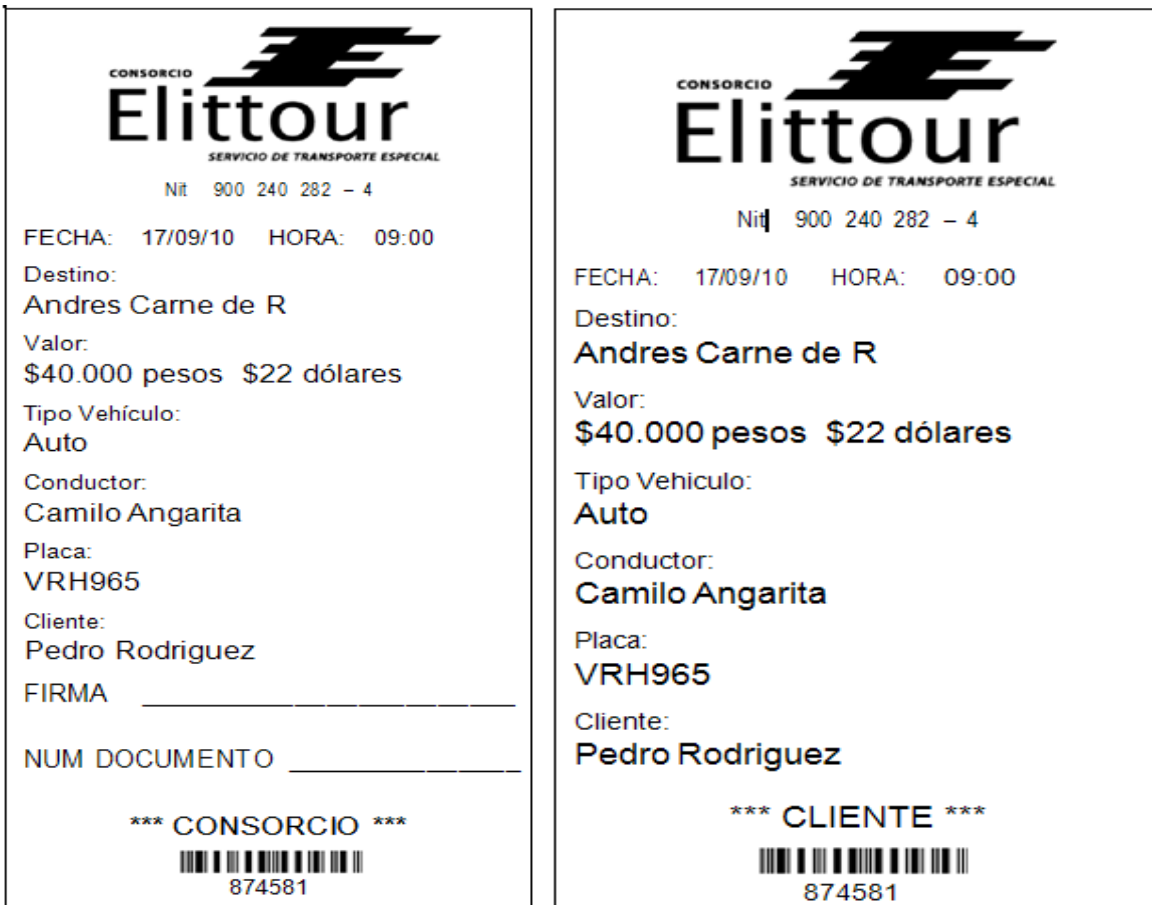 CONSORCIO
Elittour
SERVICIO DE TRANSPORTE ESPECIAL
Nit 900 240 282 – 4
FECHA: 17/09/10 HORA: 09:00
Destino:
Andres Carne de R
Valor:
$40.000 pesos $22 dólares
Tipo Vehículo:
Auto
Conductor:
Camilo Angarita
Placa:
VRH965
Cliente:
Pedro Rodriguez
FIRMA
NUM DOCUMENTO
*** CONSORCIO ***
874581
CONSORCIO
Elittour
SERVICIO DE TRANSPORTE ESPECIAL
Nit 900 240 282 – 4
FECHA: 17/09/10 HORA: 09:00
Destino:
Andres Carne de R
Valor:
$40.000 pesos $22 dólares
Tipo Vehiculo:
Auto
Conductor:
Camilo Angarita
Placa:
VRH965
Cliente:
Pedro Rodriguez
*** CLIENTE ***
874581